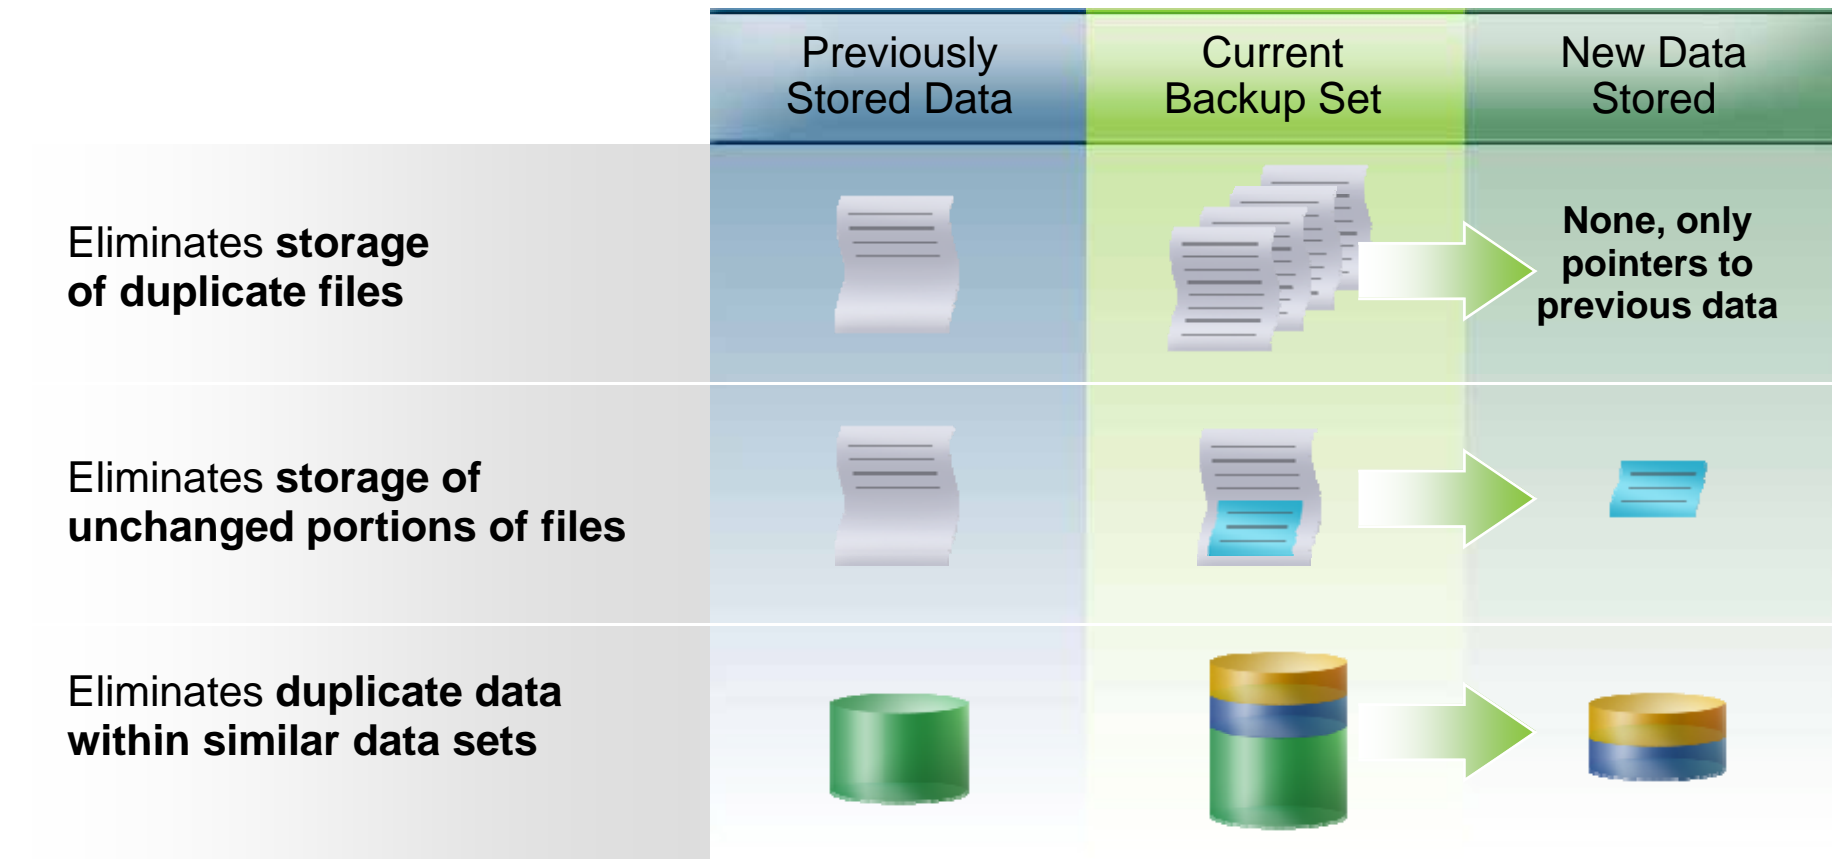 Previously
Stored Data
Current
Backup Set
New Data
Stored
Eliminates storage
of duplicate files
None, only
pointers to
previous data
Eliminates storage of
unchanged portions of files
Eliminates duplicate data
within similar data sets